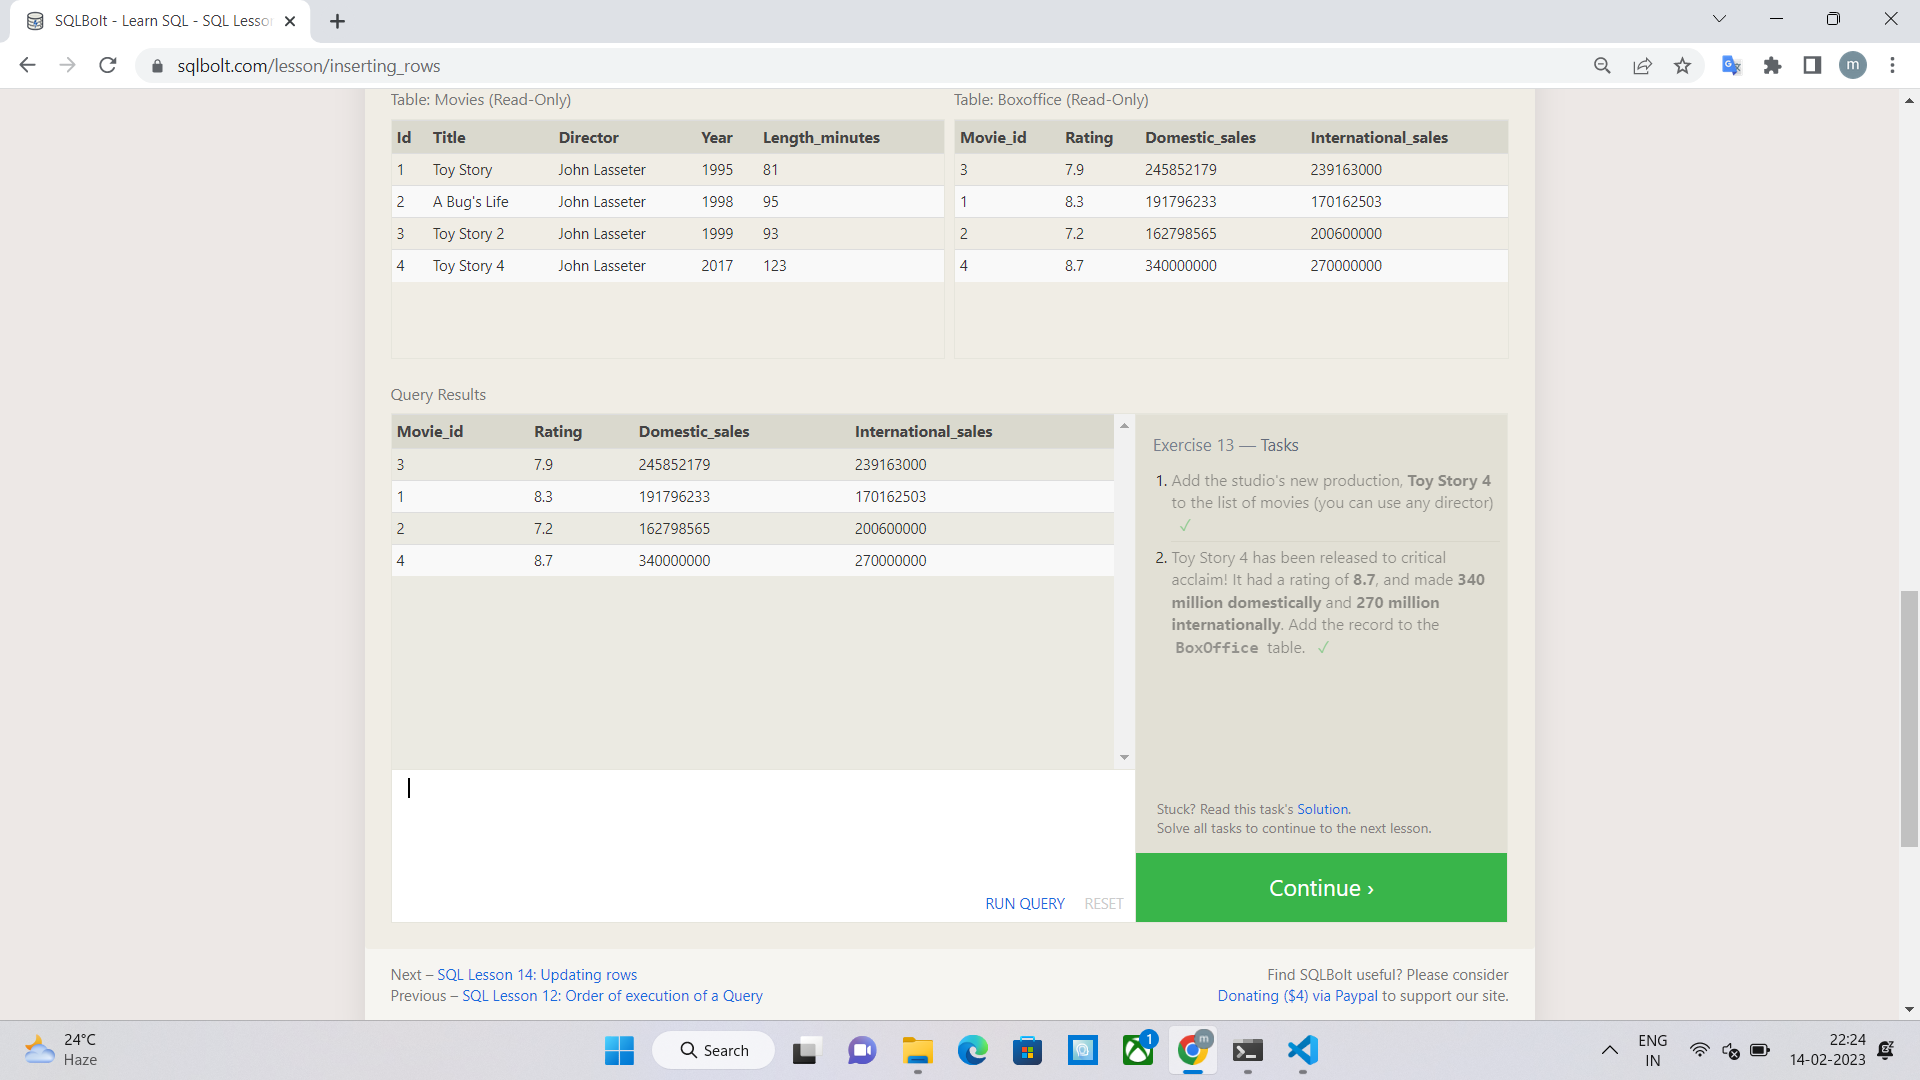 SQLBolt - Learn SQL - SQL Lesso
sqlbolt.com/lesson/inserting_rows
m
Table: Movies (Read-Only)
Id Title Director Year Length_minutes
1 Toy Story John Lasseter 1995 81
2 A Bug's Life John Lasseter 1998 95
3 Toy Story 2 John Lasseter 1999 93
4 Toy Story 4 John Lasseter 2017 123
Table: Boxoffice (Read-Only)
Movie_id Rating Domestic_sales International_sales
3 7.9 245852179 239163000
1 8.3 191796233 170162503
2 7.2 162798565 200600000
4 8.7 340000000 270000000
Query Results
Movie_id Rating Domestic_sales International_sales
3 7.9 245852179 239163000
1 8.3 191796233 170162503
2 7.2 162798565 200600000
4 8.7 340000000 270000000
RUN QUERY RESET
Exercise 13 — Tasks
1. Add the studio's new production, Toy Story 4
to the list of movies (you can use any director)
✓
2. Toy Story 4 has been released to critical
acclaim! It had a rating of 8.7, and made 340
million domestically and 270 million
internationally. Add the record to the
BoxOffice table. ✓
Stuck? Read this task's Solution.
Solve all tasks to continue to the next lesson.
Continue ›
Next – SQL Lesson 14: Updating rows
Previous – SQL Lesson 12: Order of execution of a Query
Find SQLBolt useful? Please consider
Donating ($4) via Paypal to support our site.
24°C
Haze
Search
1
m
ENG
IN
22:24
14-02-2023